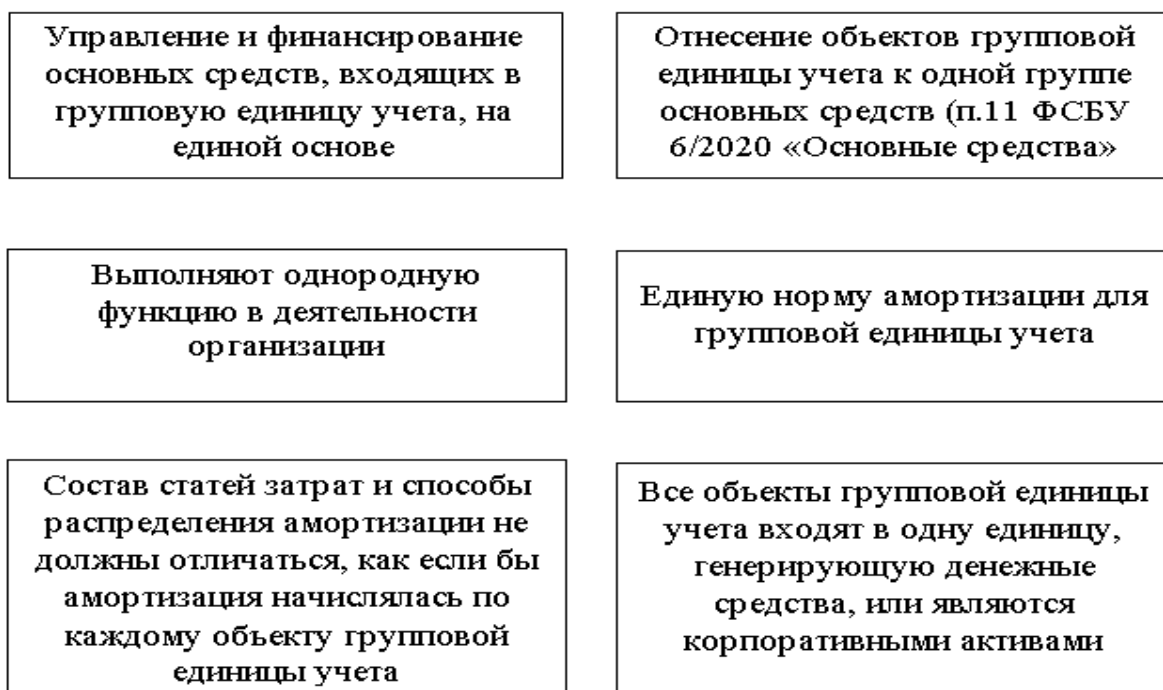 Управление и финансирование
основных средств, входящих в
групповую единицу учета, на
единой основе
Отнесение объектов групповой
единицы учета к одной группе
основных средств (п.11 ФСБУ
6/2020 «Основные средства»
Выполняют однородную
функцию в деятельности
организации
Единую норму амортизации для
групповой единицы учета
Состав статей затрат и способы
распределения амортизации не
должны отличаться, как если бы
амортизация начислялась по
каждому объекту групповой
единицы учета
Все объекты групповой единицы
учета входят в одну единицу,
генерирующую денежные
средства, или являются
корпоративными активами